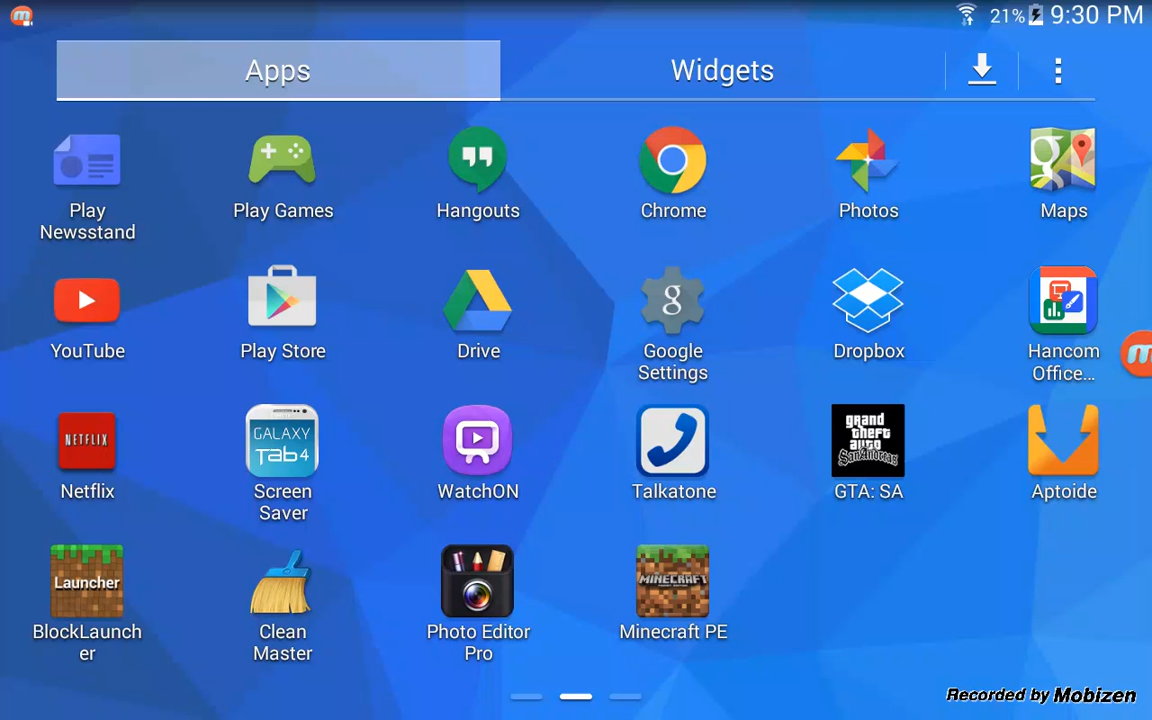 21% 9:30 PM
Apps
Widgets
Play
Newsstand
Play Games
Hangouts
Chrome
Photos
Maps
YouTube
Play Store
Drive
g
Google
Settings
Dropbox
Hancom
Office...
NETFLIX
Netflix
GALAXY
Tab4
Screen
Saver
WatchON
Talkatone
grand
theft
auto
SanAndreas
GTA: SA
Aptoide
Launcher
BlockLaunch
er
Clean
Master
Photo Editor
Pro
MINECRAFT
Minecraft PE
Recorded by Mobizen